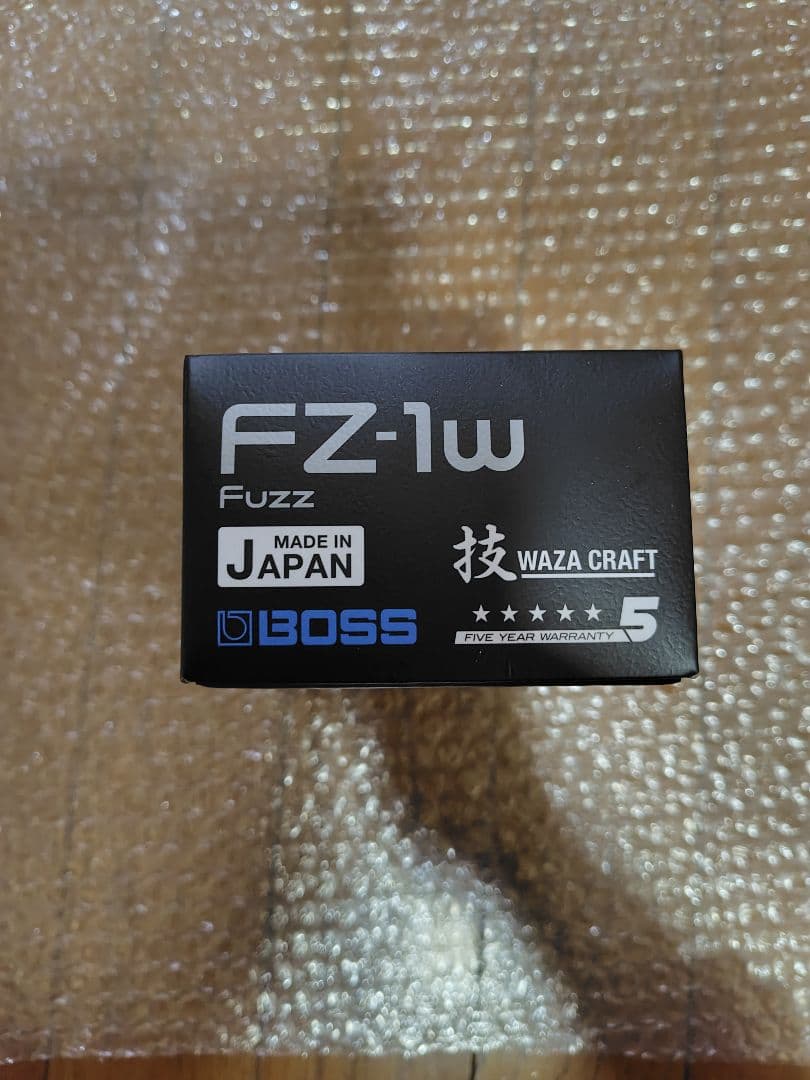 FZ-1w
Fuzz
MADE IN
JAPAN
技 WAZA CRAFT
BOSS
FIVE YEAR WARRANTY 5